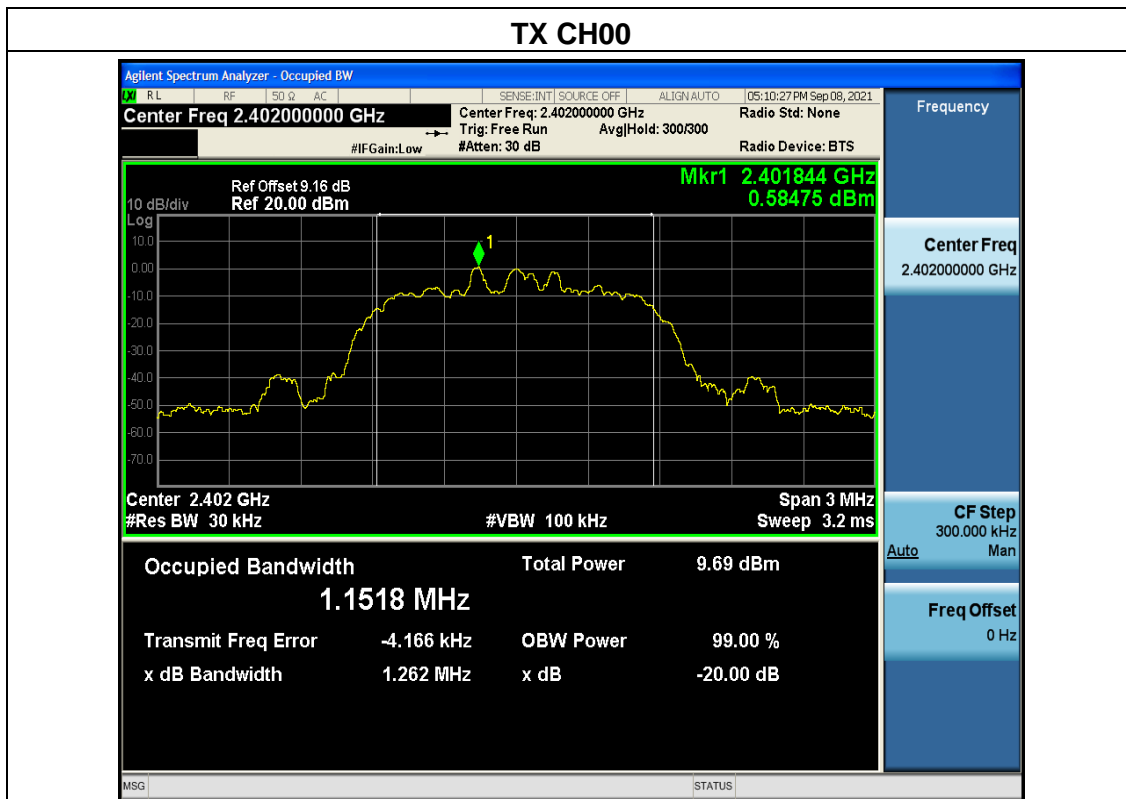 TX CH00
Agilent Spectrum Analyzer - Occupied BW
LXI RL RF 50 Ω AC SENSE:INT SOURCE OFF ALIGN AUTO 05:10:27 PM Sep 08, 2021
Center Freq 2.402000000 GHz
Center Freq: 2.402000000 GHz
Radio Std: None
Trig: Free Run Avg|Hold: 300/300
#IFGain:Low
#Atten: 30 dB
Radio Device: BTS
Frequency
Mkr1 2.401844 GHz
0.58475 dBm
Ref Offset 9.16 dB
10 dB/div Ref 20.00 dBm
Log
10.0
0.00
-10.0
-20.0
-30.0
-40.0
-50.0
-60.0
-70.0
1
Center 2.402 GHz
Span 3 MHz
#Res BW 30 kHz
#VBW 100 kHz
Sweep 3.2 ms
Center Freq
2.402000000 GHz
CF Step
300.000 kHz
Auto Man
Freq Offset
0 Hz
Occupied Bandwidth
1.1518 MHz
Total Power 9.69 dBm
Transmit Freq Error -4.166 kHz
OBW Power 99.00 %
x dB Bandwidth 1.262 MHz
x dB -20.00 dB
MSG
STATUS